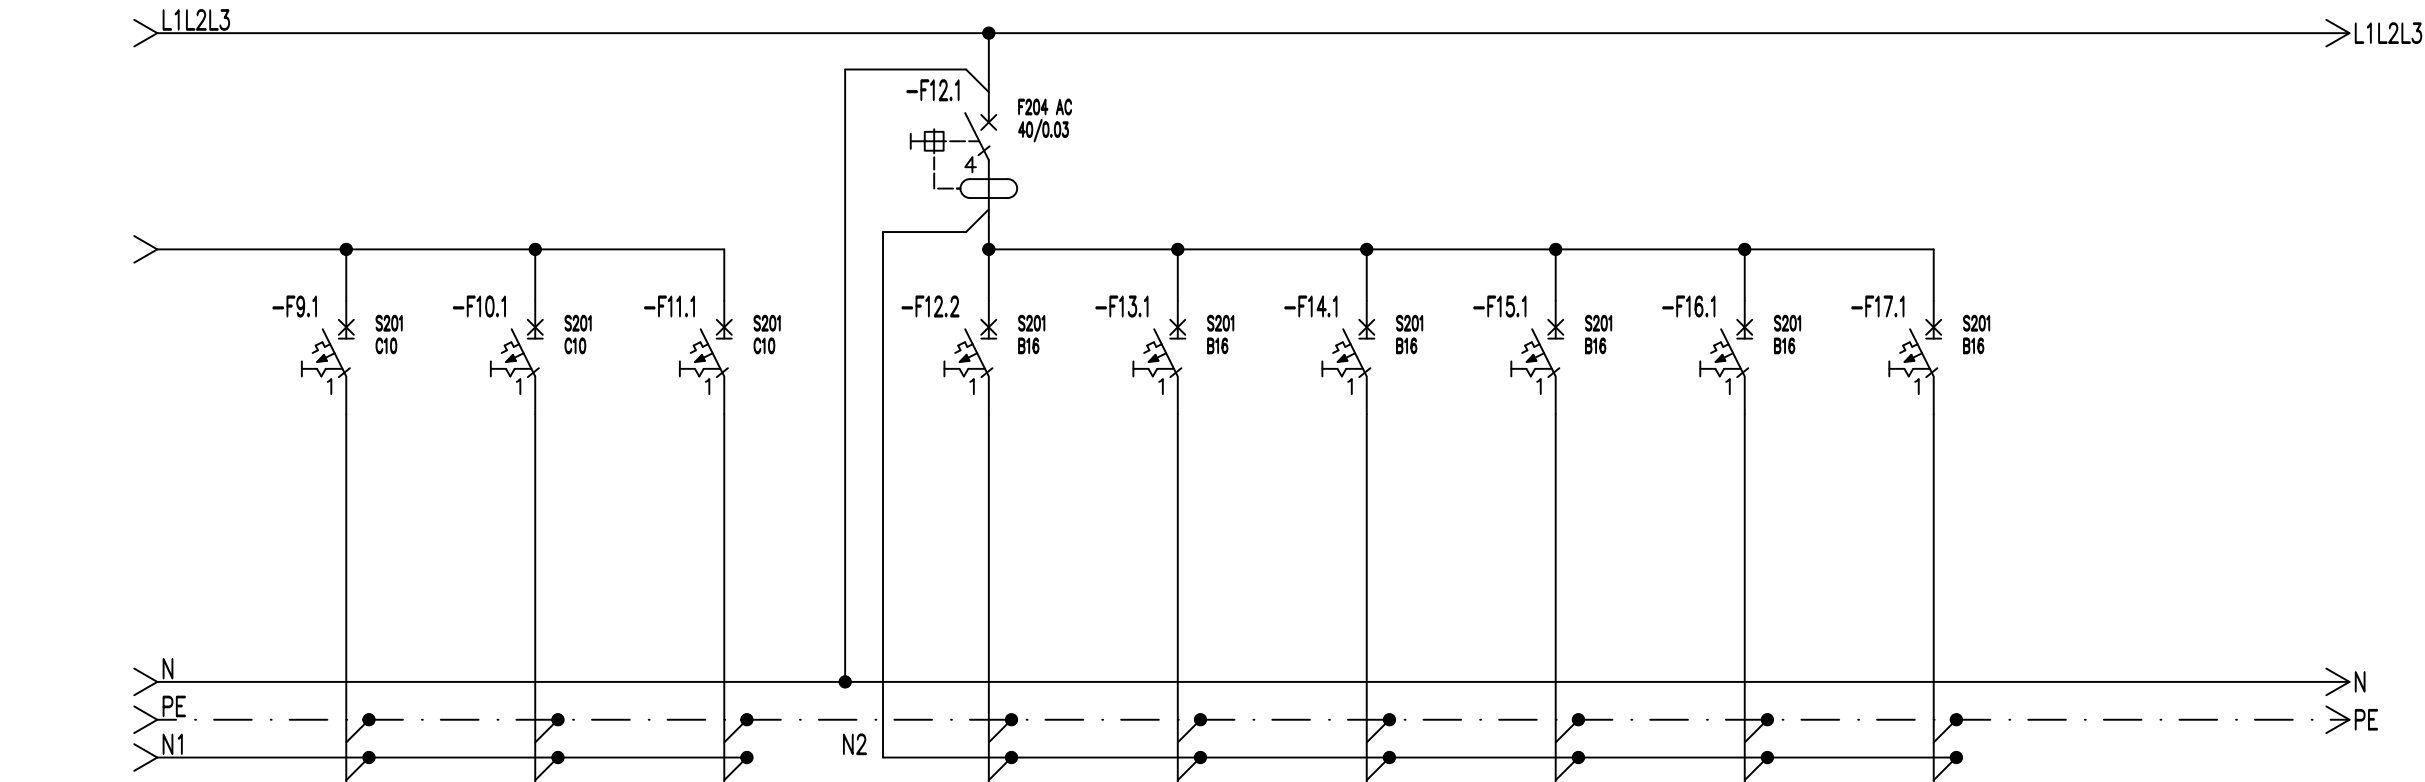 L1L2L3
L1L2L3
-F12.1
F204 AC
40/0.03
4
-F9.1
S201
C10
1
-F10.1
S201
C10
1
-F11.1
S201
C10
1
-F12.2
S201
B16
1
-F13.1
S201
B16
1
-F14.1
S201
B16
1
-F15.1
S201
B16
1
-F16.1
S201
B16
1
-F17.1
S201
B16
1
N
N
PE
PE
N1
N2